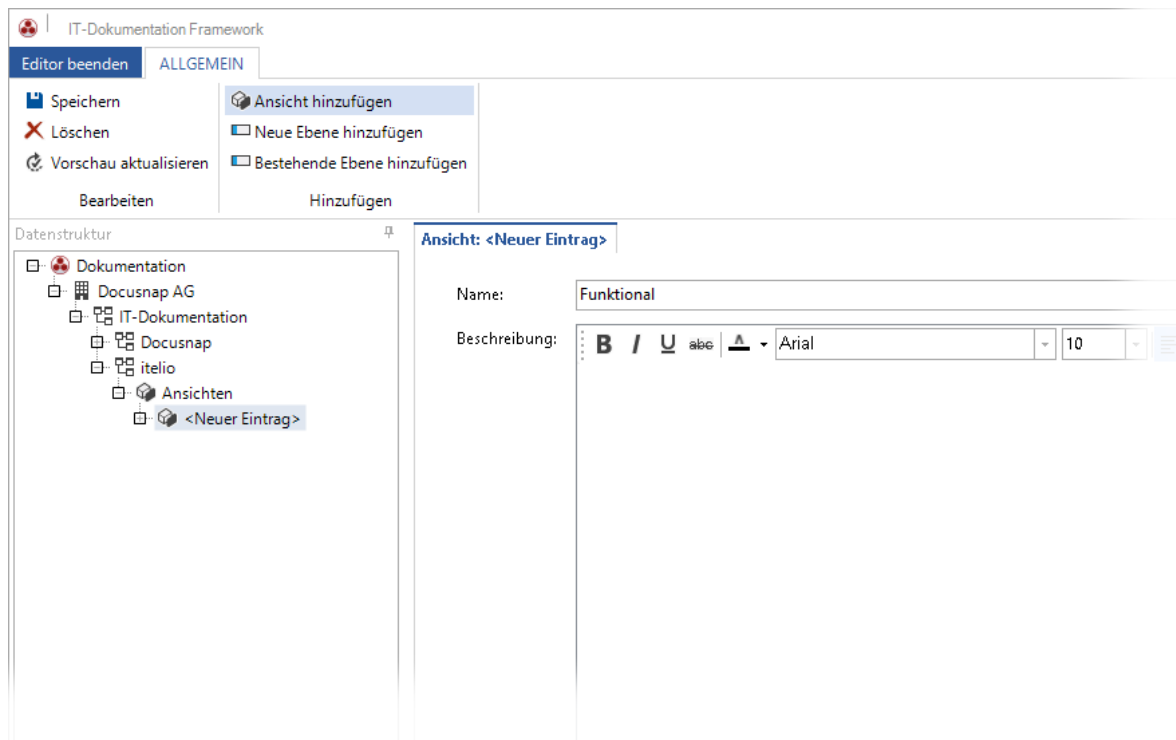 IT-Dokumentation Framework
Editor beenden ALLGEMEIN
Speichern
Löschen
Vorschau aktualisieren
Bearbeiten
Ansicht hinzufügen
Neue Ebene hinzufügen
Bestehende Ebene hinzufügen
Hinzufügen
Datenstruktur
Dokumentation
Docusnap AG
IT-Dokumentation
Docusnap
itelio
Ansichten
<Neuer Eintrag>
Ansicht: <Neuer Eintrag>
Name: Funktional
Beschreibung: B I U abc A Arial 10